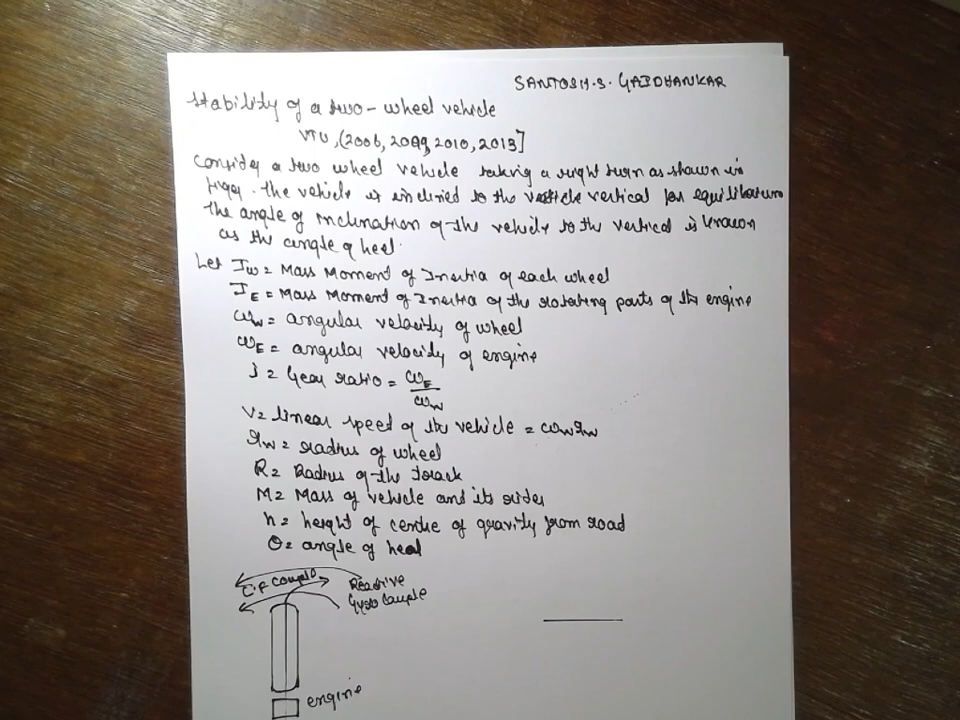 SANTOSH.S. GAIDHANKAR
Stability of a two-wheel vehicle
VTU, (2006, 2009, 2010, 2013]
Consider a two wheel vehicle taking a right turn as shown in
The vehicle is inclined to the vertical for equilibrium
The angle of Inclination of the vehicle to the vertical is known
as the angle of heel.
Let Iw = Mass Moment of Inertia of each wheel
IE = Mass Moment of Inertia of the rotating parts of the engine
ωw = angular velocity of wheel
ωE = angular velocity of engine
i = Gear ratio = ωE/ωw
V = linear speed of the vehicle = ωw rw
rw = radius of wheel
R = Radius of the track
M = Mass of vehicle and its rider
h = height of centre of gravity from road
θ = angle of heel
C.F couple Reactive
Gyro couple
engine